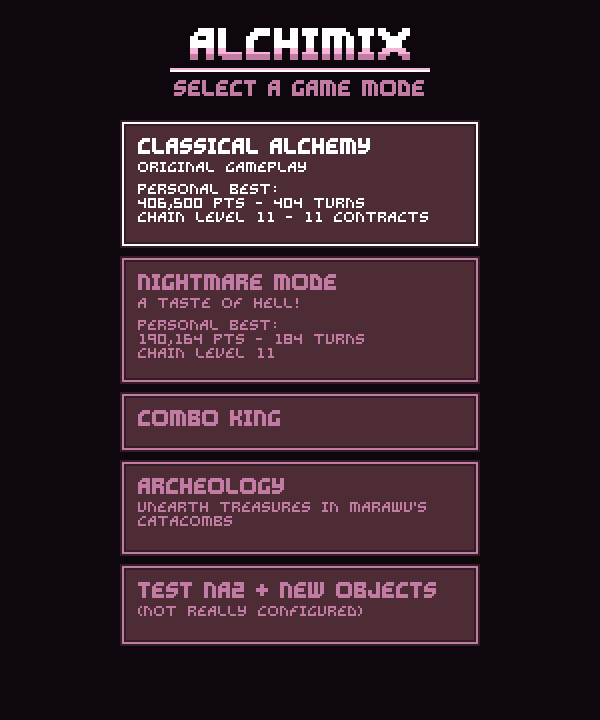 ALCHIMIX
SELECT A GAME MODE
CLASSICAL ALCHEMY
ORIGINAL GAMEPLAY
PERSONAL BEST:
406,500 PTS - 404 TURNS
CHAIN LEVEL 11 - 11 CONTRACTS
NIGHTMARE MODE
A TASTE OF HELL!
PERSONAL BEST:
190,164 PTS - 184 TURNS
CHAIN LEVEL 11
COMBO KING
ARCHEOLOGY
UNEARTH TREASURES IN MARAWU'S
CATACOMBS
TEST NAZ + NEW OBJECTS
(NOT REALLY CONFIGURED)